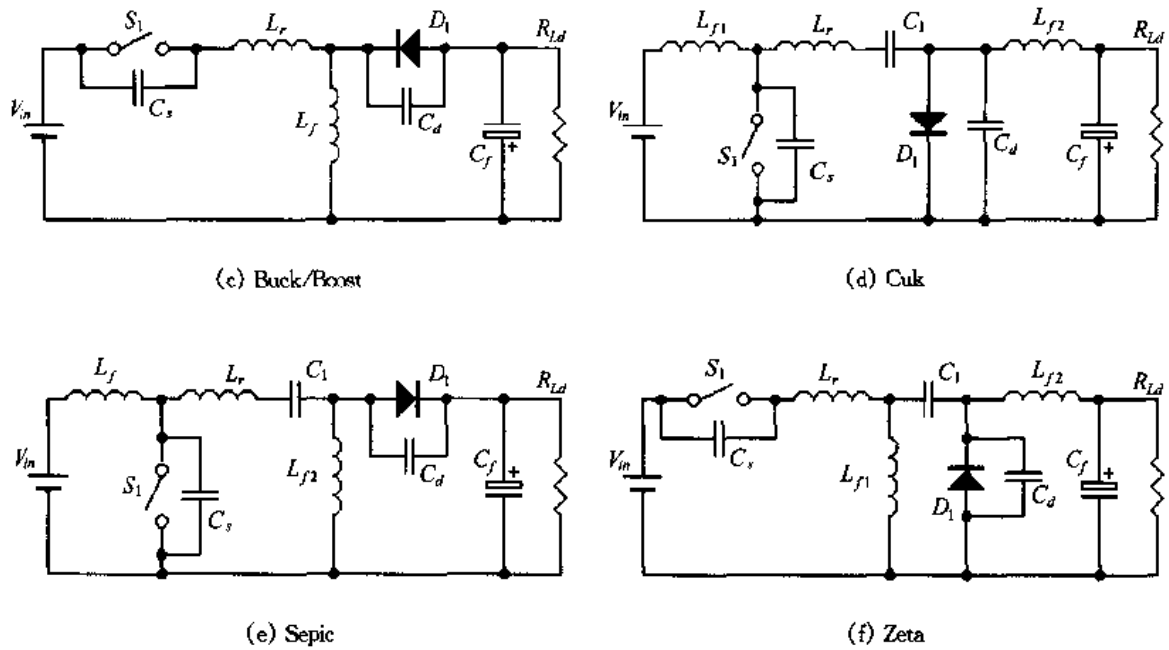 S1
Lr
D1
RLd
Vin
Cs
Lf
Cd
Cf
+
(c) Buck/Boost
Lf1
Lr
C1
Lf2
RLd
Vin
S1
Cs
D1
Cd
Cf
+
(d) Cuk
Lf
Lr
C1
D1
RLd
Vin
S1
Cs
Lf2
Cd
Cf
+
(e) Sepic
S1
Lr
C1
Lf2
RLd
Vin
Cs
Lf1
D1
Cd
Cf
+
(f) Zeta